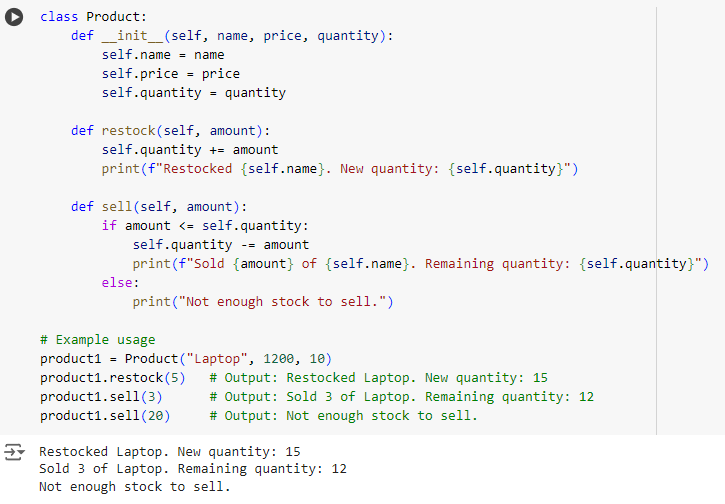 class Product:
    def __init__(self, name, price, quantity):
        self.name = name
        self.price = price
        self.quantity = quantity

    def restock(self, amount):
        self.quantity += amount
        print(f"Restocked {self.name}. New quantity: {self.quantity}")

    def sell(self, amount):
        if amount <= self.quantity:
            self.quantity -= amount
            print(f"Sold {amount} of {self.name}. Remaining quantity: {self.quantity}")
        else:
            print("Not enough stock to sell.")

# Example usage
product1 = Product("Laptop", 1200, 10)
product1.restock(5)   # Output: Restocked Laptop. New quantity: 15
product1.sell(3)      # Output: Sold 3 of Laptop. Remaining quantity: 12
product1.sell(20)     # Output: Not enough stock to sell.

Restocked Laptop. New quantity: 15
Sold 3 of Laptop. Remaining quantity: 12
Not enough stock to sell.